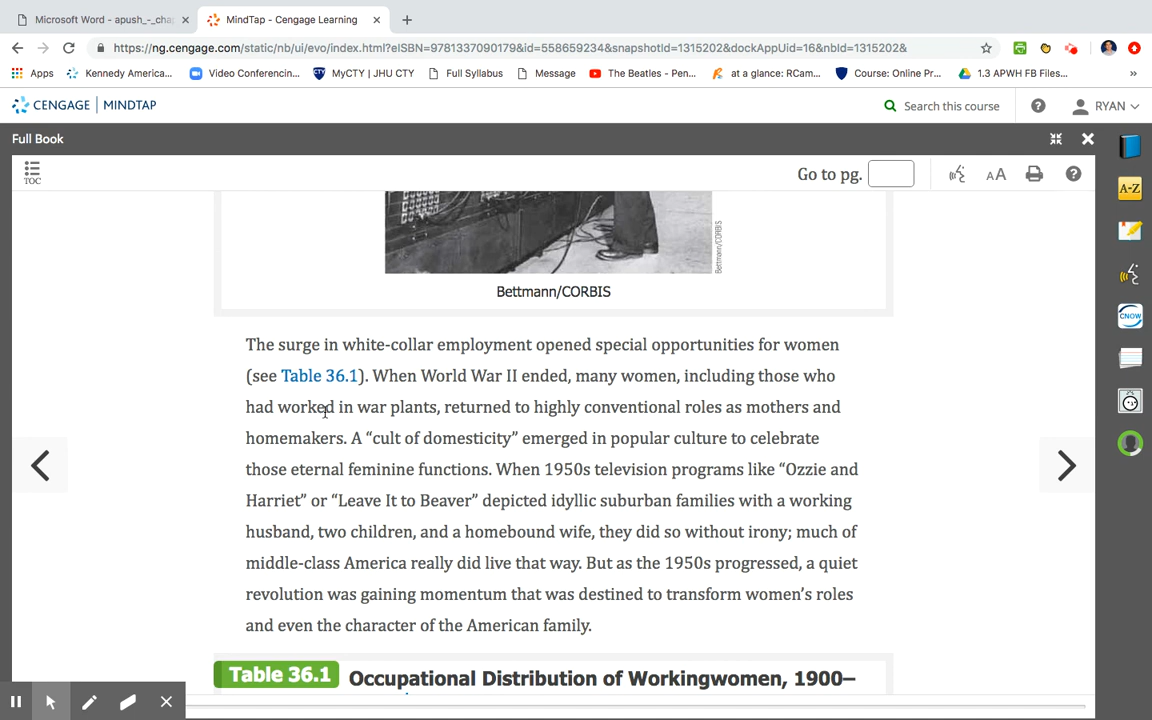 Microsoft Word - apush_-_cha
MindTap - Cengage Learning
https://ng.cengage.com/static/nb/ui/evo/index.html?eISBN=9781337090179&id=558659234&snapshotId=1315202&dockAppUid=16&nbId=1315202&
Apps
Kennedy America...
Video Conferencin...
MyCTY | JHU CTY
Full Syllabus
Message
The Beatles - Pen...
at a glance: RCam...
Course: Online Pr...
1.3 APWH FB Files...
CENGAGE | MINDTAP
Search this course
RYAN
Full Book
TOC
Go to pg.
AA
A-Z
Bettmann/CORBIS
Bettmann/CORBIS
CNOW
The surge in white-collar employment opened special opportunities for women
(see Table 36.1). When World War II ended, many women, including those who
had worked in war plants, returned to highly conventional roles as mothers and
homemakers. A “cult of domesticity” emerged in popular culture to celebrate
those eternal feminine functions. When 1950s television programs like “Ozzie and
Harriet” or “Leave It to Beaver” depicted idyllic suburban families with a working
husband, two children, and a homebound wife, they did so without irony; much of
middle-class America really did live that way. But as the 1950s progressed, a quiet
revolution was gaining momentum that was destined to transform women’s roles
and even the character of the American family.
Table 36.1 Occupational Distribution of Workingwomen, 1900–